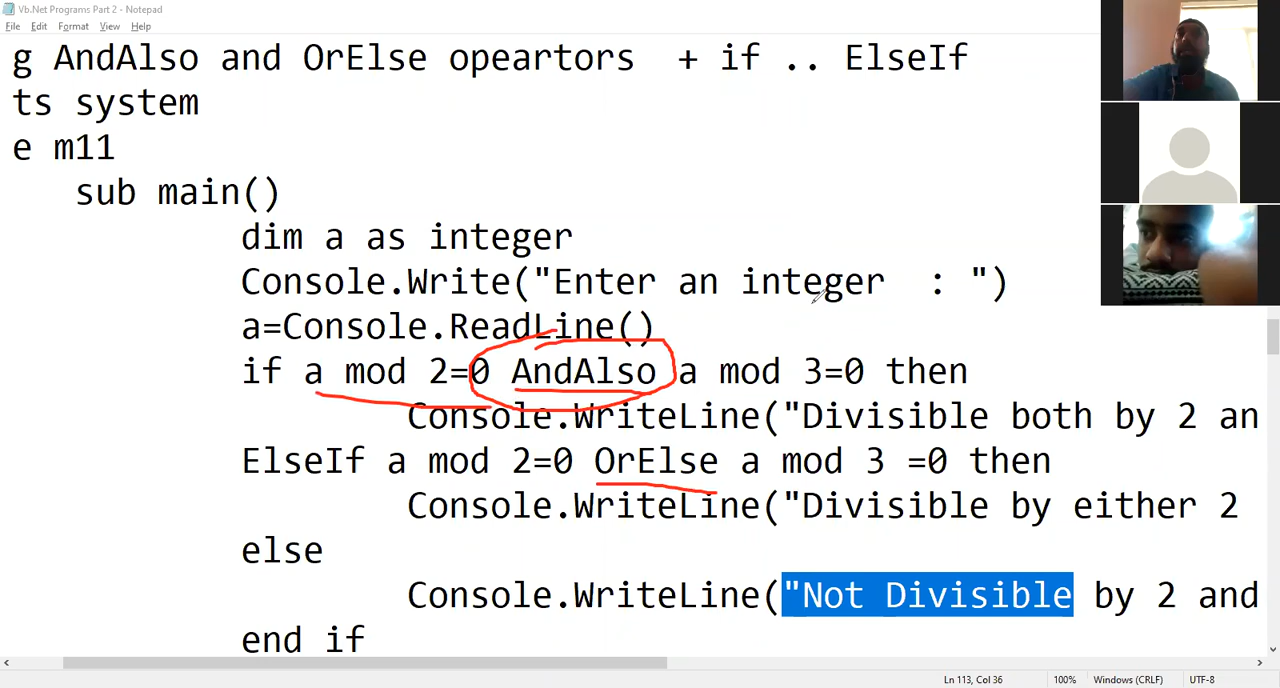 Vb.Net Programs Part 2 - Notepad
File Edit Format View Help
g AndAlso and OrElse opeartors + if .. ElseIf
ts system
e m11
sub main()
dim a as integer
Console.Write("Enter an integer : ")
a=Console.ReadLine()
if a mod 2=0 AndAlso a mod 3=0 then
Console.WriteLine("Divisible both by 2 an
ElseIf a mod 2=0 OrElse a mod 3 =0 then
Console.WriteLine("Divisible by either 2
else
Console.WriteLine("Not Divisible by 2 and
end if
Ln 113, Col 36 100% Windows (CRLF) UTF-8